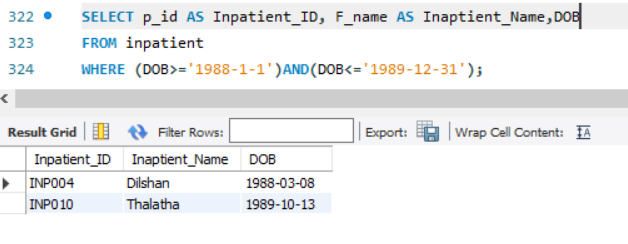 322 SELECT p_id AS Inpatient_ID, F_name AS Inaptient_Name,DOB
323 FROM inpatient
324 WHERE (DOB>='1988-1-1')AND(DOB<='1989-12-31');
Result Grid Filter Rows: Export: Wrap Cell Content: IA
Inpatient_ID Inaptient_Name DOB
INP004 Dilshan 1988-03-08
INP010 Thalatha 1989-10-13